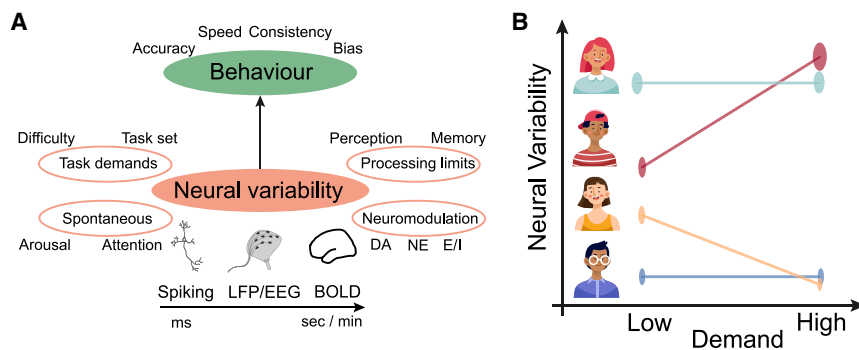 A
Speed Consistency
Accuracy
Bias
Behaviour
Difficulty
Task set
Perception
Memory
Task demands
Processing limits
Neural variability
Spontaneous
Neuromodulation
Arousal
Attention
DA NE E/I
Spiking LFP/EEG BOLD
ms
sec / min
B
Neural Variability
Low
High
Demand